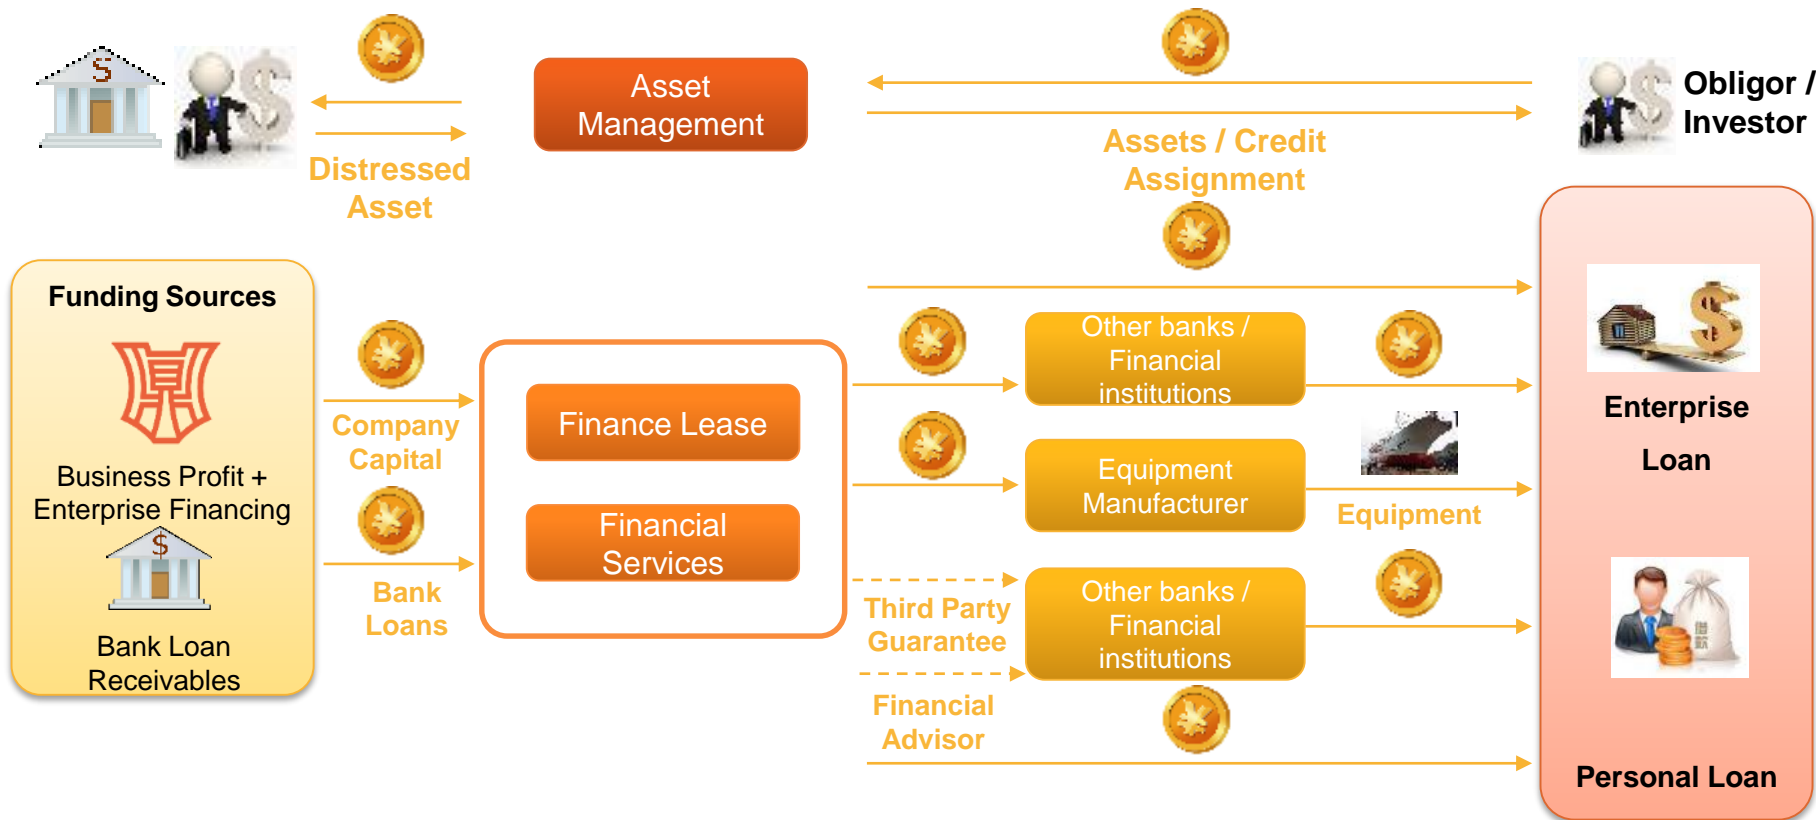 Asset
Management
Obligor /
Investor
Distressed
Asset
Assets / Credit
Assignment
Funding Sources
Business Profit +
Enterprise Financing
Bank Loan
Receivables
Company
Capital
Bank
Loans
Finance Lease
Financial
Services
Other banks /
Financial
institutions
Equipment
Manufacturer
Equipment
Third Party
Guarantee
Other banks /
Financial
institutions
Financial
Advisor
Enterprise
Loan
Personal Loan